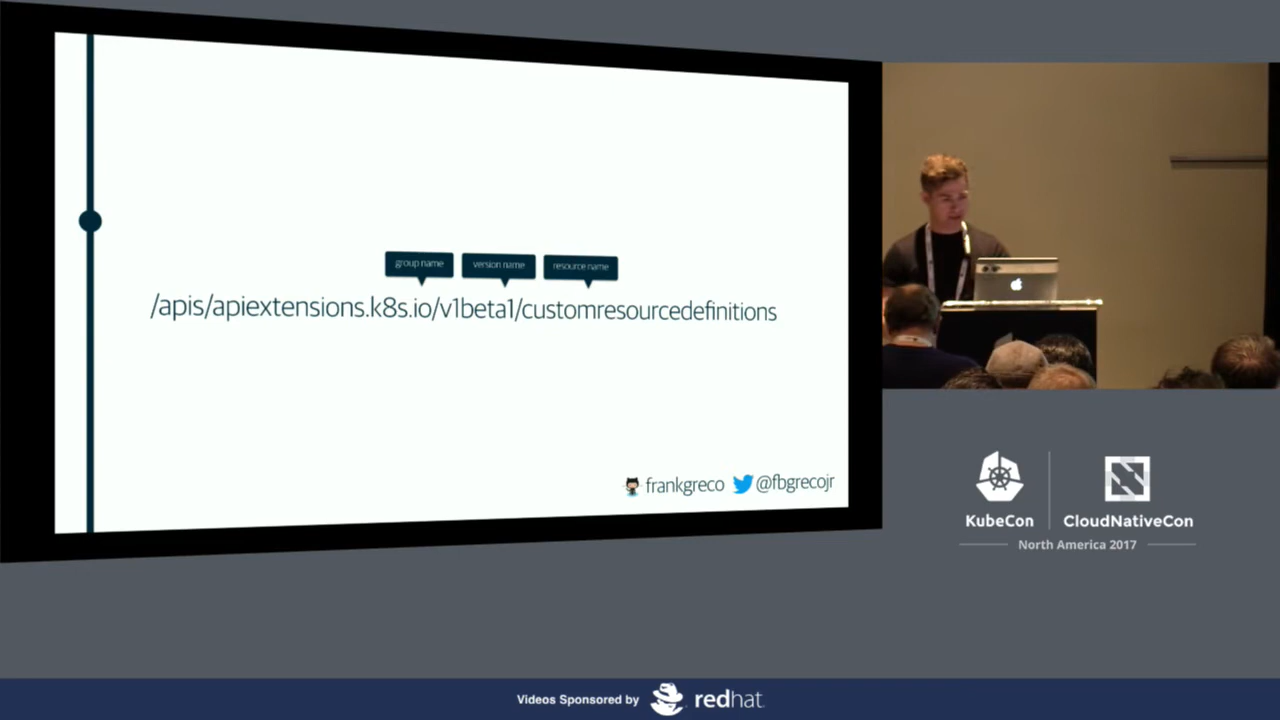 group name
version name
resource name
/apis/apiextensions.k8s.io/v1beta1/customresourcedefinitions
frankgreco @fbgrecojr
KubeCon
CloudNativeCon
North America 2017
Videos Sponsored by redhat